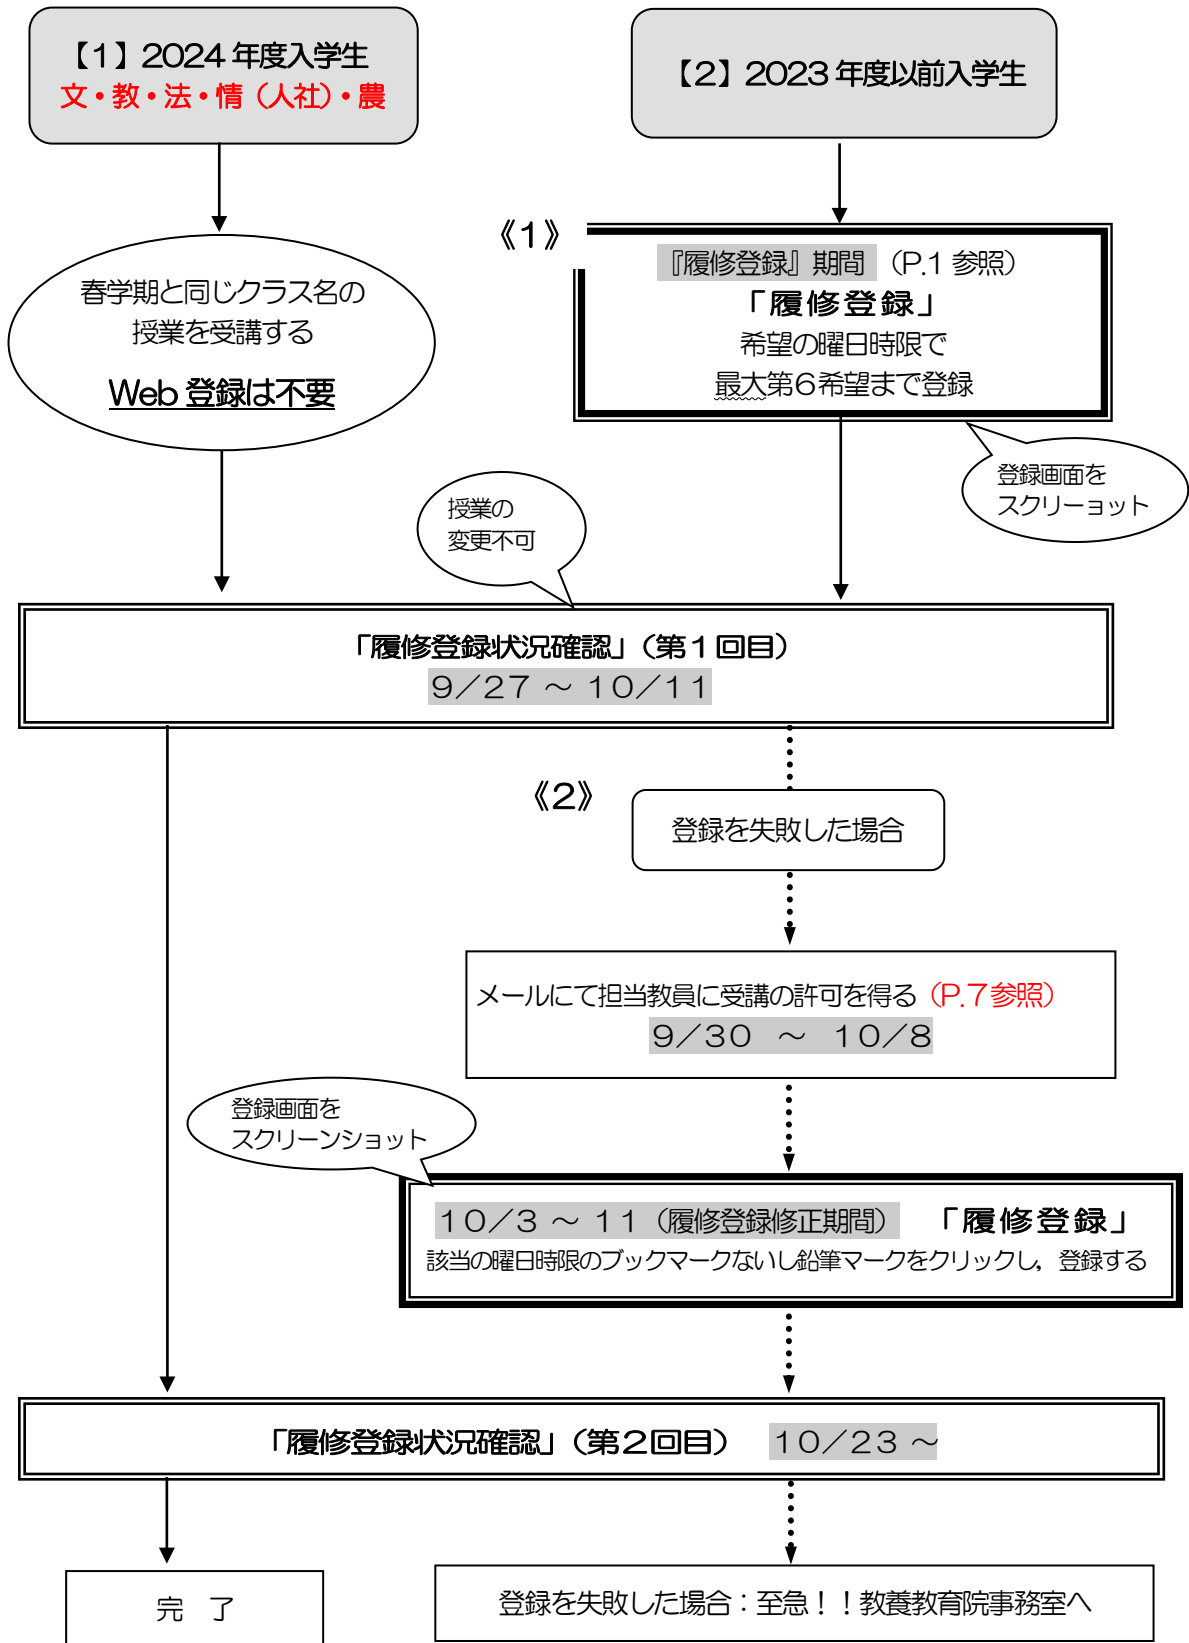 【1】2024年度入学生
文・教・法・情（人社）・農
【2】2023年度以前入学生
《1》
『履修登録』期間 （P.1 参照）
「履修登録」
希望の曜日時限で
最大第6希望まで登録
春学期と同じクラス名の
授業を受講する
Web 登録は不要
登録画面を
スクリーョット
授業の
変更不可
「履修登録状況確認」（第１回目）
９／27 ～ １０／１１
《2》
登録を失敗した場合
メールにて担当教員に受講の許可を得る（P.７参照）
９／30 ～ １０／８
登録画面を
スクリーンショット
１０／３ ～ １１（履修登録修正期間） 「履修登録」
該当の曜日時限のブックマークないし鉛筆マークをクリックし，登録する
「履修登録状況確認」（第２回目） １０／23 ～
完 了
登録を失敗した場合：至急！！教養教育院事務室へ